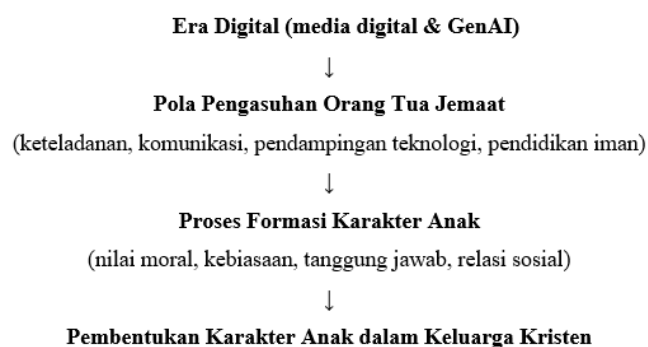 Era Digital (media digital & GenAI)
↓
Pola Pengasuhan Orang Tua Jemaat
(keteladanan, komunikasi, pendampingan teknologi, pendidikan iman)
↓
Proses Formasi Karakter Anak
(nilai moral, kebiasaan, tanggung jawab, relasi sosial)
↓
Pembentukan Karakter Anak dalam Keluarga Kristen